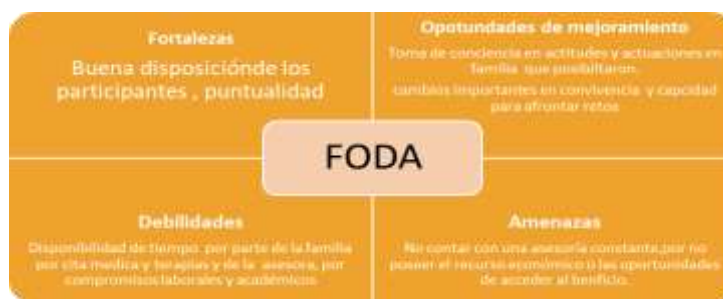 Fortalezas
Buena disposiciónde los
participantes , puntualidad
Opotundades de mejoramiento
Toma de conciencia en actitudes y actuaciones en
familia que posibiltaron.
cambios importantes en convivencia y capcidad
para afrontar retos
FODA
Debilidades
Disponibilidad de tiempo por parte de la familia
por cita medica y terapias y de la asesora, por
compromisos laborales y académicos
Amenazas
No contar con una asesoría constante,por no
poseer el recurso económico o las oportunidades
de acceder al benficio.